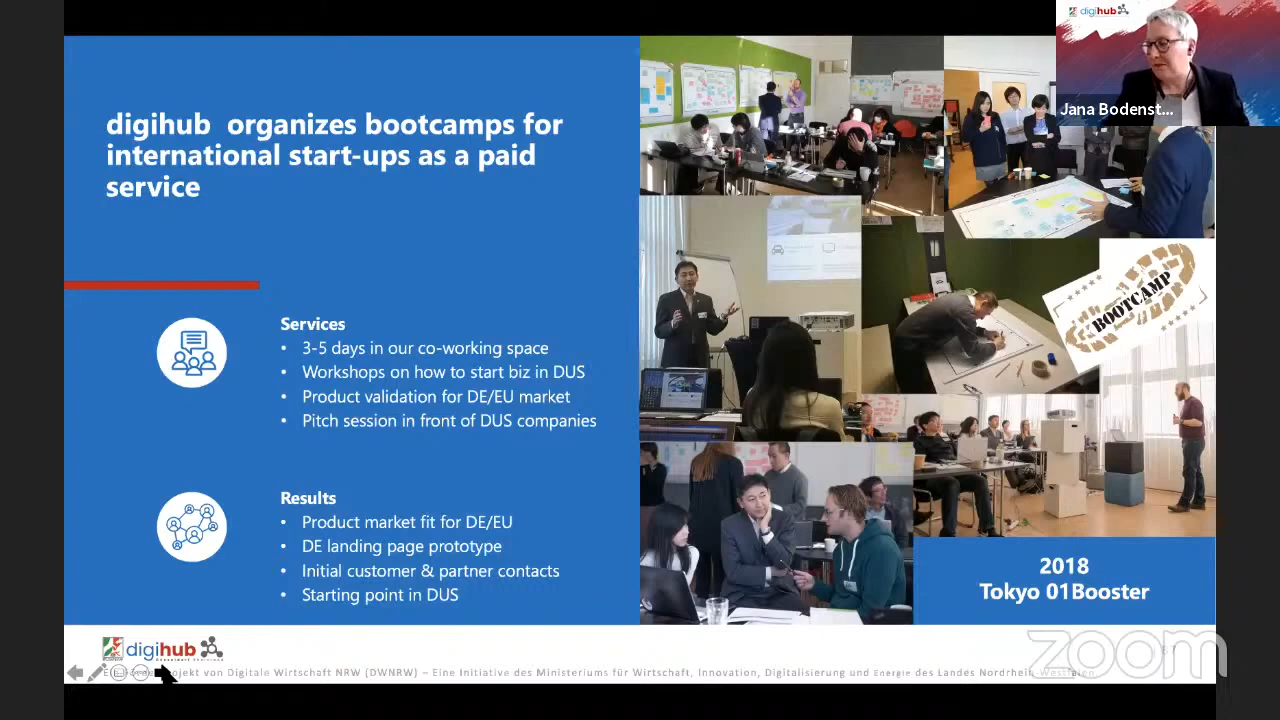 digihub organizes bootcamps for
international start-ups as a paid
service
Services
• 3-5 days in our co-working space
• Workshops on how to start biz in DUS
• Product validation for DE/EU market
• Pitch session in front of DUS companies
Results
• Product market fit for DE/EU
• DE landing page prototype
• Initial customer & partner contacts
• Starting point in DUS
digihub
Jana Bodenst...
BOOTCAMP
2018
Tokyo 01Booster
digihub
Düsseldorf Rheinland
projekt von Digitale Wirtschaft NRW (DWNRW) – Eine Initiative des Ministeriums für Wirtschaft, Innovation, Digitalisierung und Energie des Landes Nordrhein-Westfalen
zoom